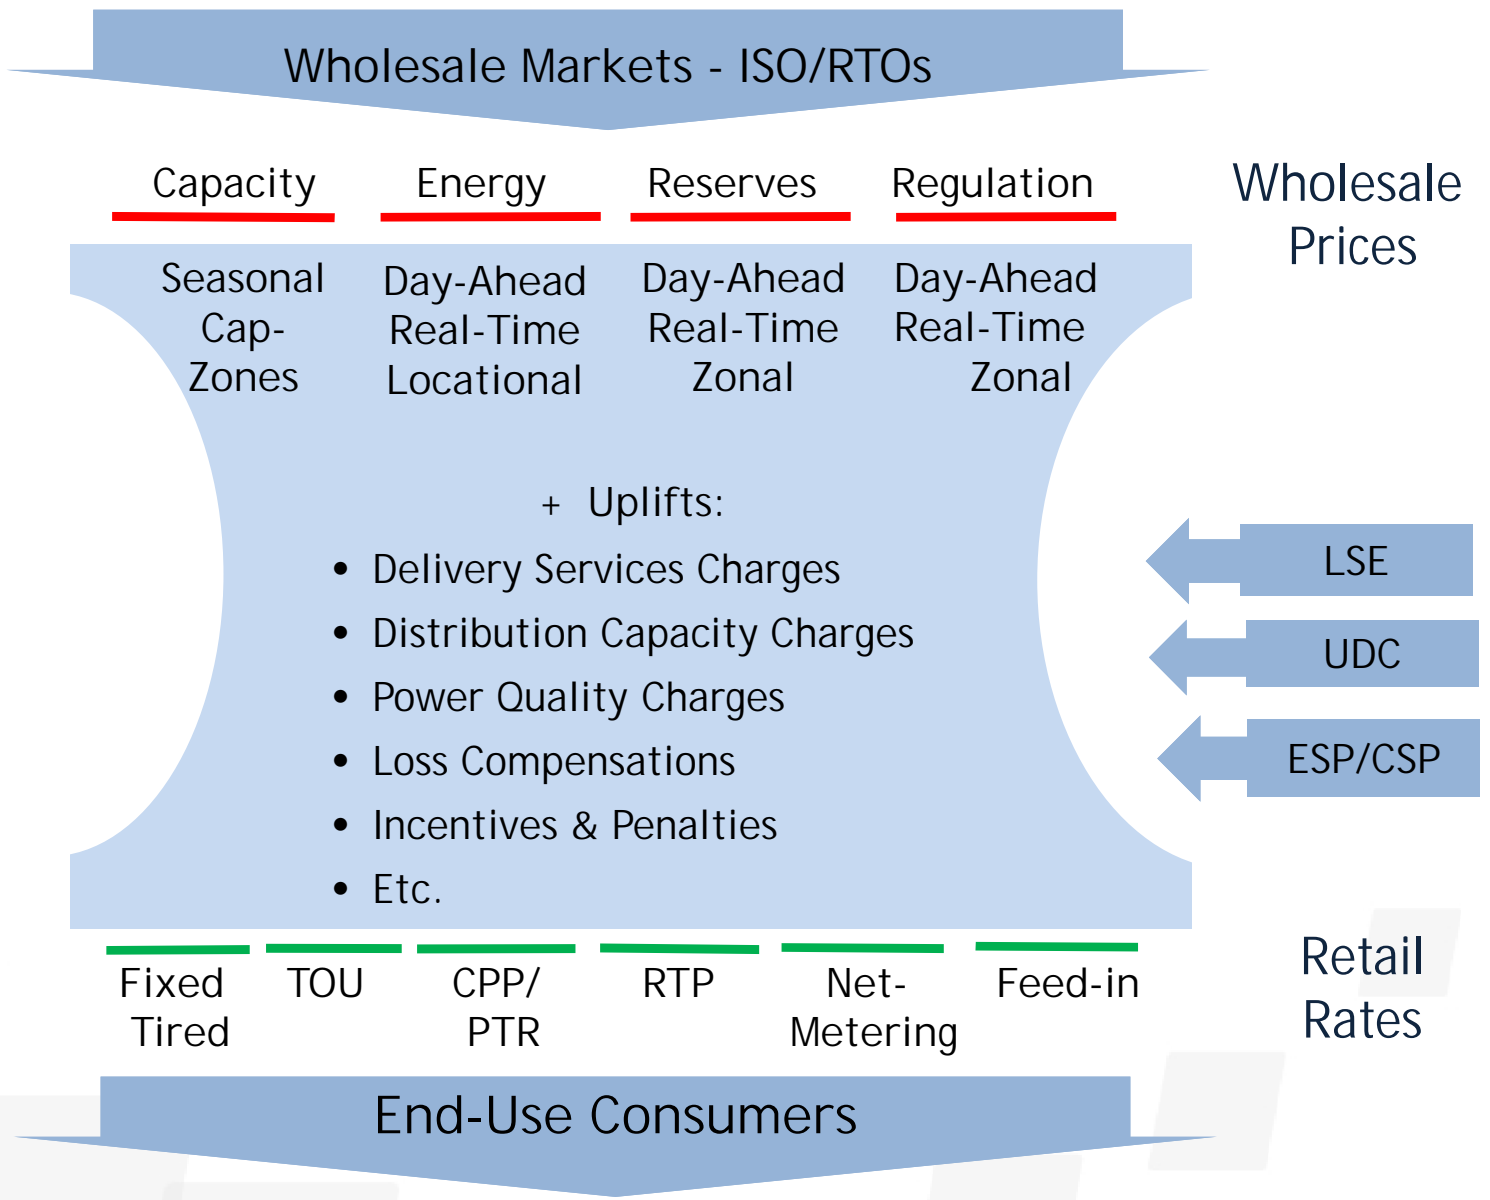 Wholesale Markets - ISO/RTOs
Capacity
Energy
Reserves
Regulation
Wholesale
Prices
Seasonal
Cap-
Zones
Day-Ahead
Real-Time
Locational
Day-Ahead
Real-Time
Zonal
Day-Ahead
Real-Time
Zonal
+ Uplifts:
• Delivery Services Charges
• Distribution Capacity Charges
• Power Quality Charges
• Loss Compensations
• Incentives & Penalties
• Etc.
LSE
UDC
ESP/CSP
Fixed
Tired
TOU
CPP/
PTR
RTP
Net-
Metering
Feed-in
Retail
Rates
End-Use Consumers